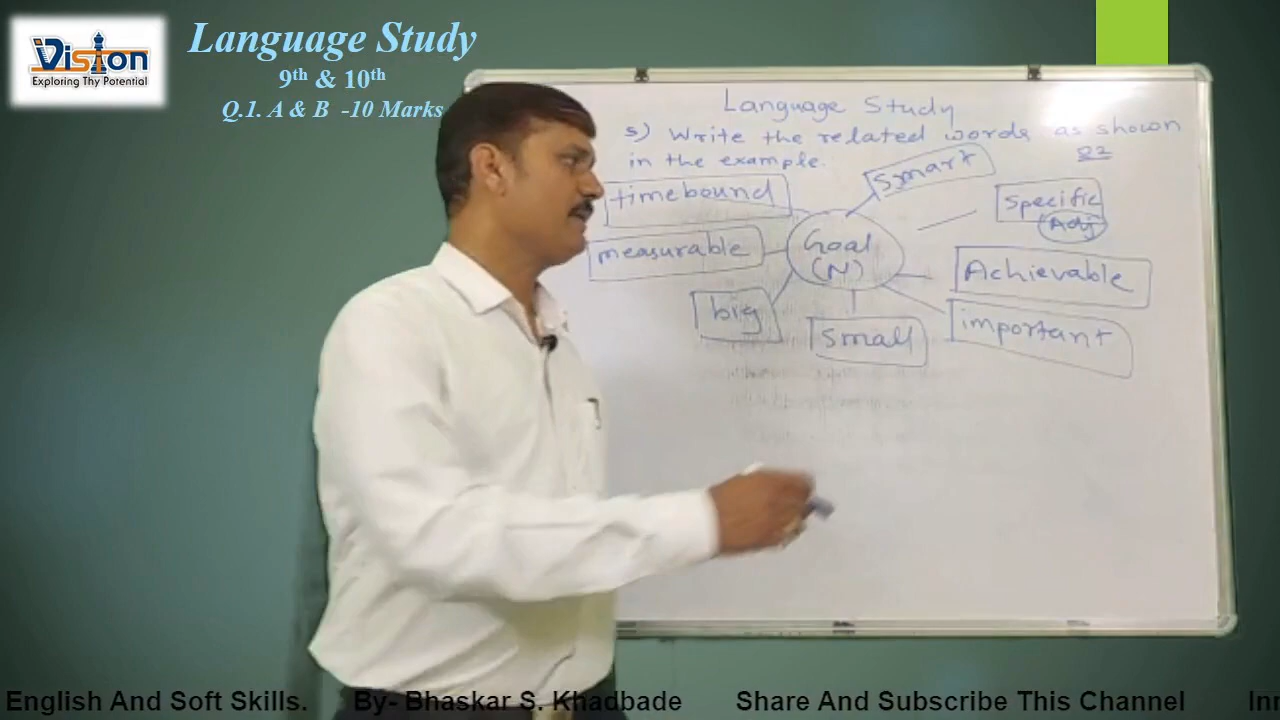 Vision
Exploring Thy Potential
Language Study
9th & 10th
Q.1. A & B -10 Marks
Language Study
5) Write the related words as shown
in the example.
smart
timebound
specific
(Adj)
measurable
Goal
(N)
Achievable
big
small
important
English And Soft Skills. By- Bhaskar S. Khadbade Share And Subscribe This Channel